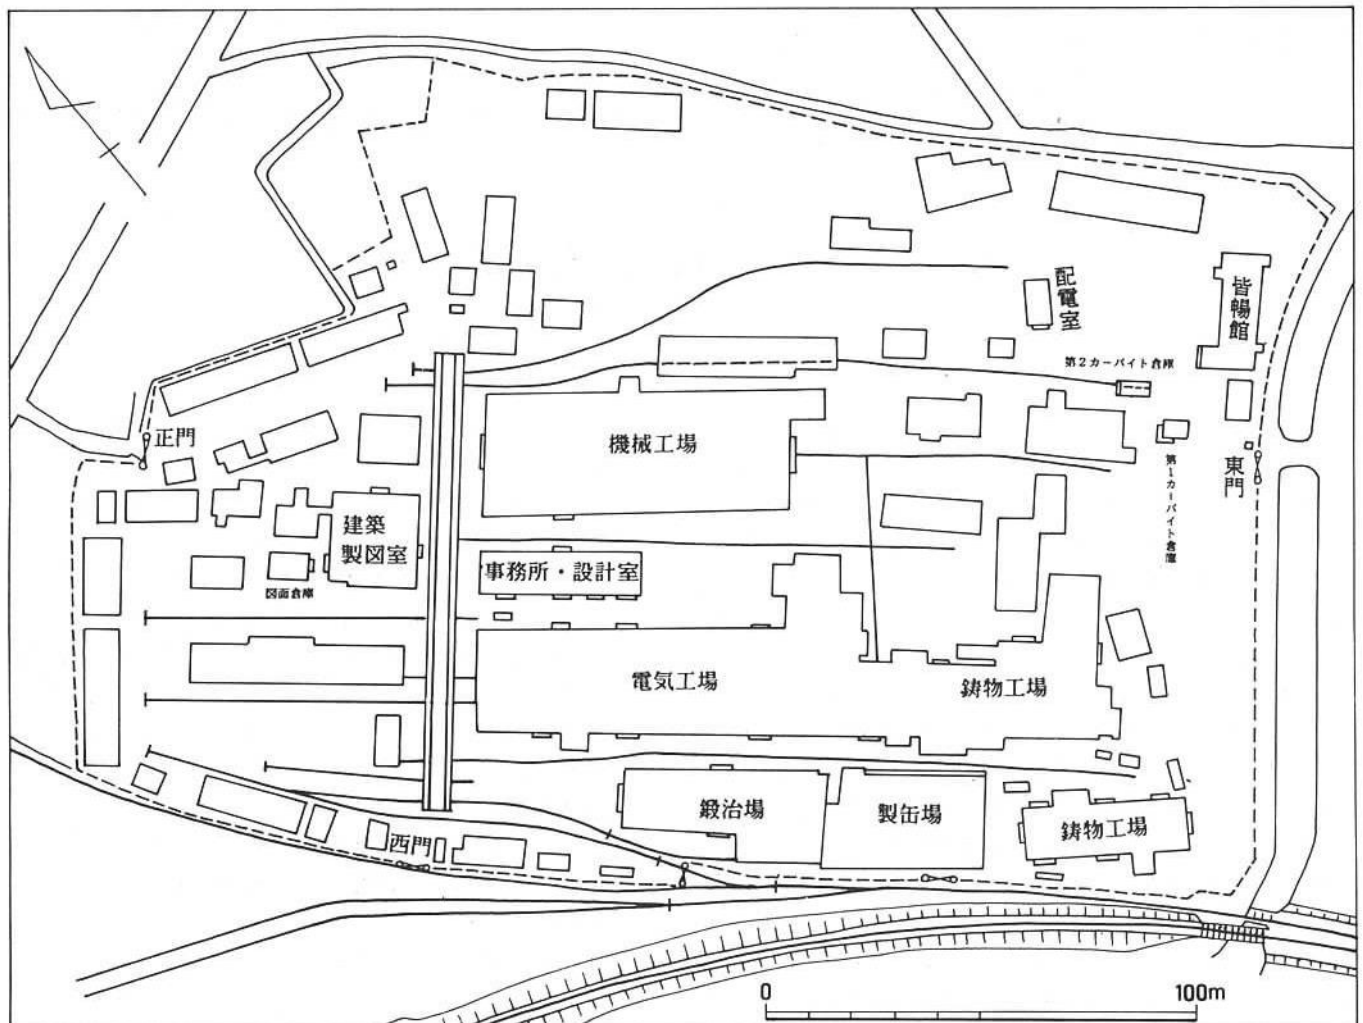 配電室
皆暢館
第2カーバイト倉庫
正門
機械工場
東門
第1カーバイト倉庫
建築
製図室
事務所・設計室
図面倉庫
電気工場
鋳物工場
鍛治場
製缶場
鋳物工場
西門
0
100m